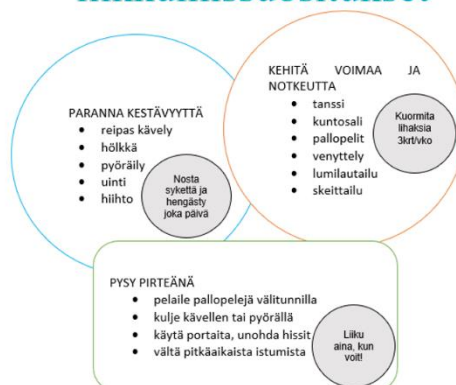 PARANNA KESTÄVYYTTÄ
reipas kävely
hölkkä
pyöräily
uinti
hiihto
Nosta
sykettä ja
hengästy
joka päivä
KEHITÄ VOIMAA JA
NOTKEUTTA
tanssi
kuntosali
pallopelit
venyttely
lumilautailu
skeittailu
Kuormita
lihaksia
3krt/vko
PYSY PIRTEÄNÄ
pelaile pallopelejä välitunnilla
kulje kävellen tai pyörällä
käytä portaita, unohda hissit
vältä pitkäaikaista istumista
Liiku
aina, kun
voit!